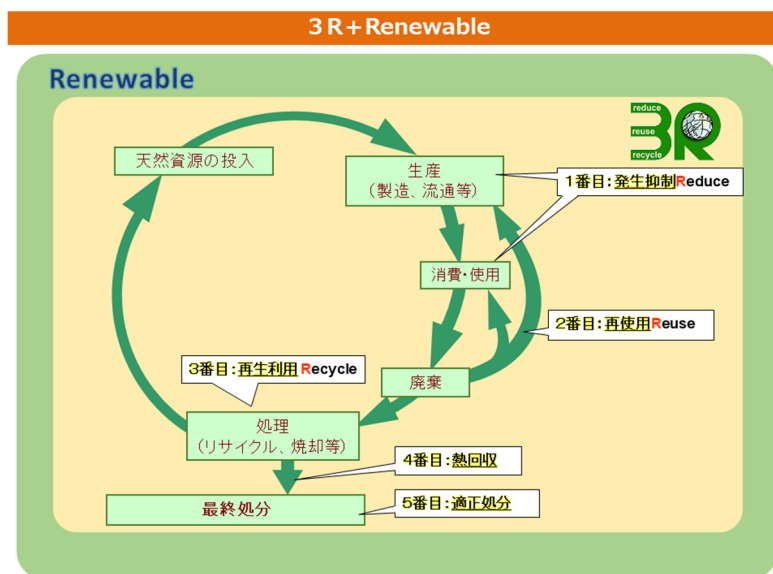 3R+Renewable
Renewable
reduce
reuse
recycle
3R
天然資源の投入
生産
（製造、流通等）
1番目：発生抑制Reduce
消費・使用
2番目：再使用Reuse
3番目：再生利用 Recycle
廃棄
処理
（リサイクル、焼却等）
4番目：熱回収
5番目：適正処分
最終処分